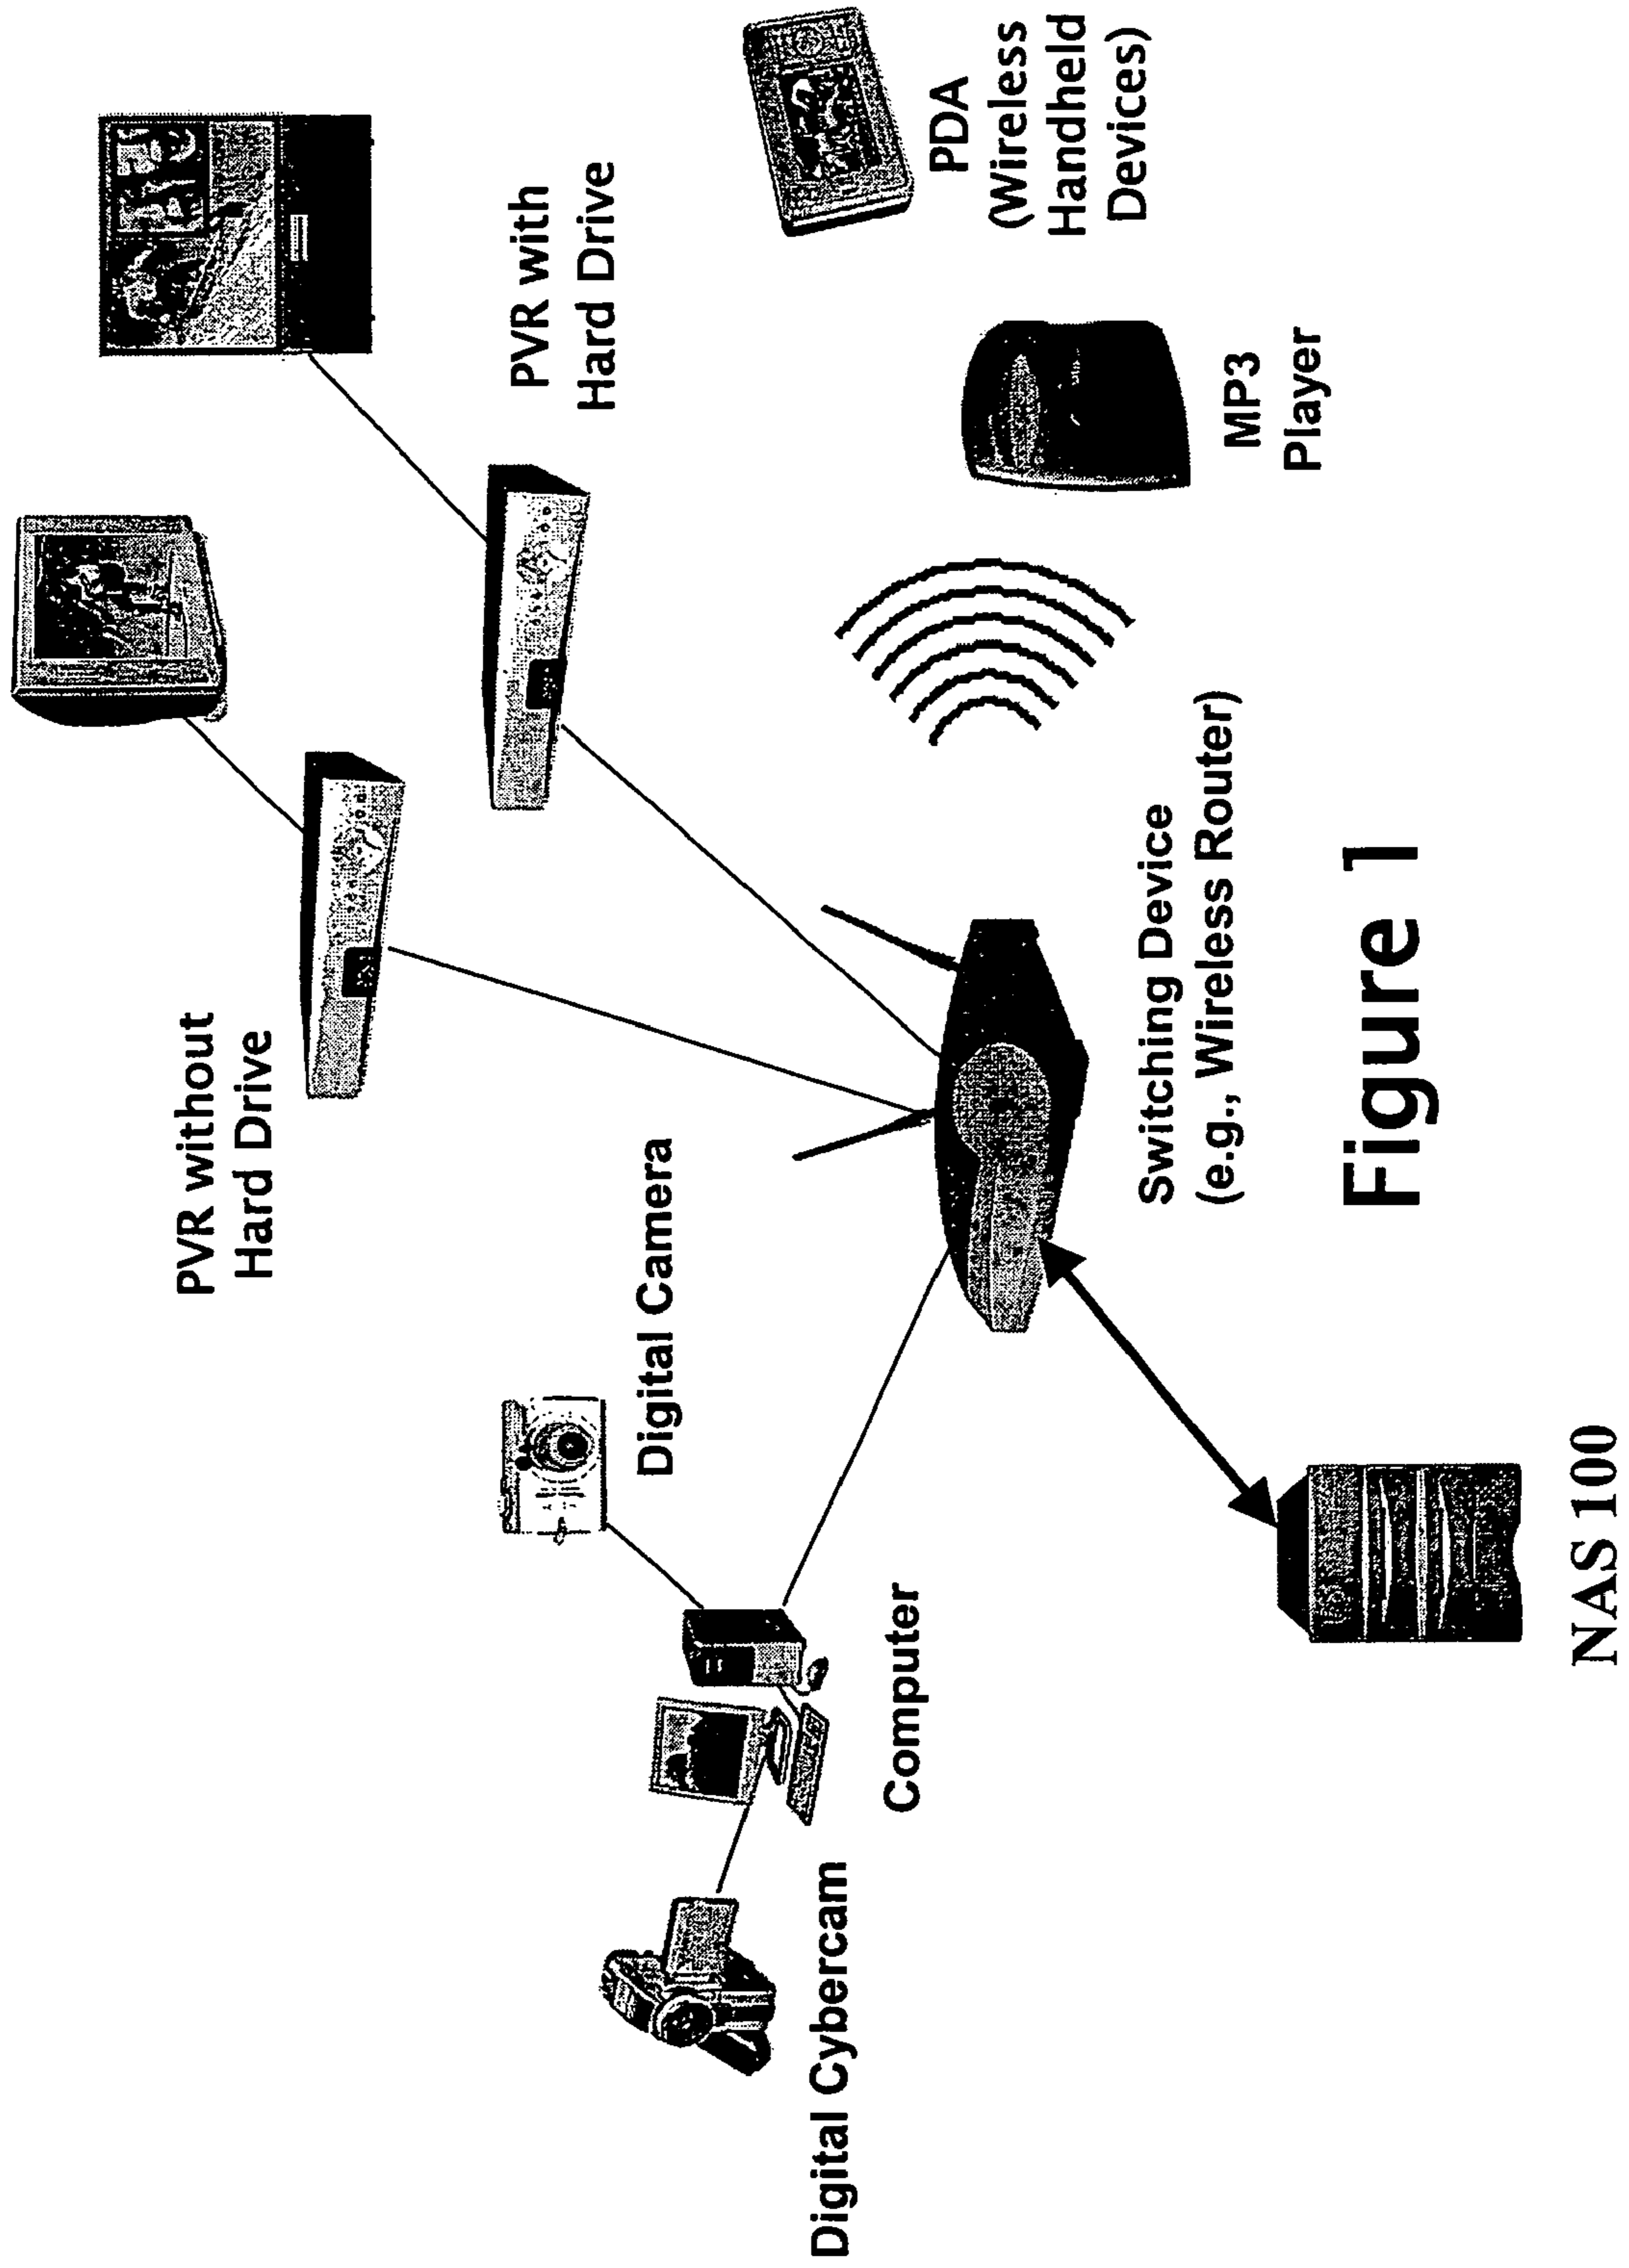 PVR without
Hard Drive
PVR with
Hard Drive
Digital Camera
Digital Cybercam
Computer
PDA
(Wireless
Handheld
Devices)
MP3
Player
Switching Device
(e.g., Wireless Router)
NAS 100
Figure 1